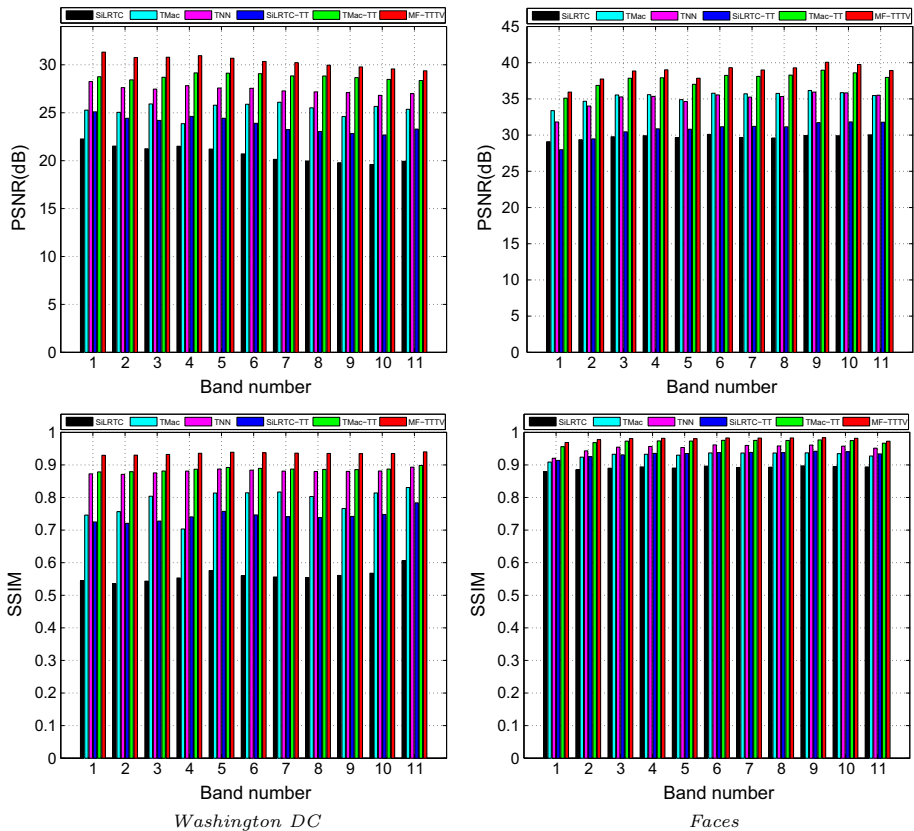 SiLRTC TMac TNN SiLRTC-TT TMac-TT MF-TTTV
PSNR(dB)
30
25
20
15
10
5
0
1 2 3 4 5 6 7 8 9 10 11
Band number
SiLRTC TMac TNN SiLRTC-TT TMac-TT MF-TTTV
PSNR(dB)
45
40
35
30
25
20
15
10
5
0
1 2 3 4 5 6 7 8 9 10 11
Band number
SiLRTC TMac TNN SiLRTC-TT TMac-TT MF-TTTV
SSIM
1
0.9
0.8
0.7
0.6
0.5
0.4
0.3
0.2
0.1
0
1 2 3 4 5 6 7 8 9 10 11
Band number
Washington DC
SiLRTC TMac TNN SiLRTC-TT TMac-TT MF-TTTV
SSIM
1
0.9
0.8
0.7
0.6
0.5
0.4
0.3
0.2
0.1
0
1 2 3 4 5 6 7 8 9 10 11
Band number
Faces